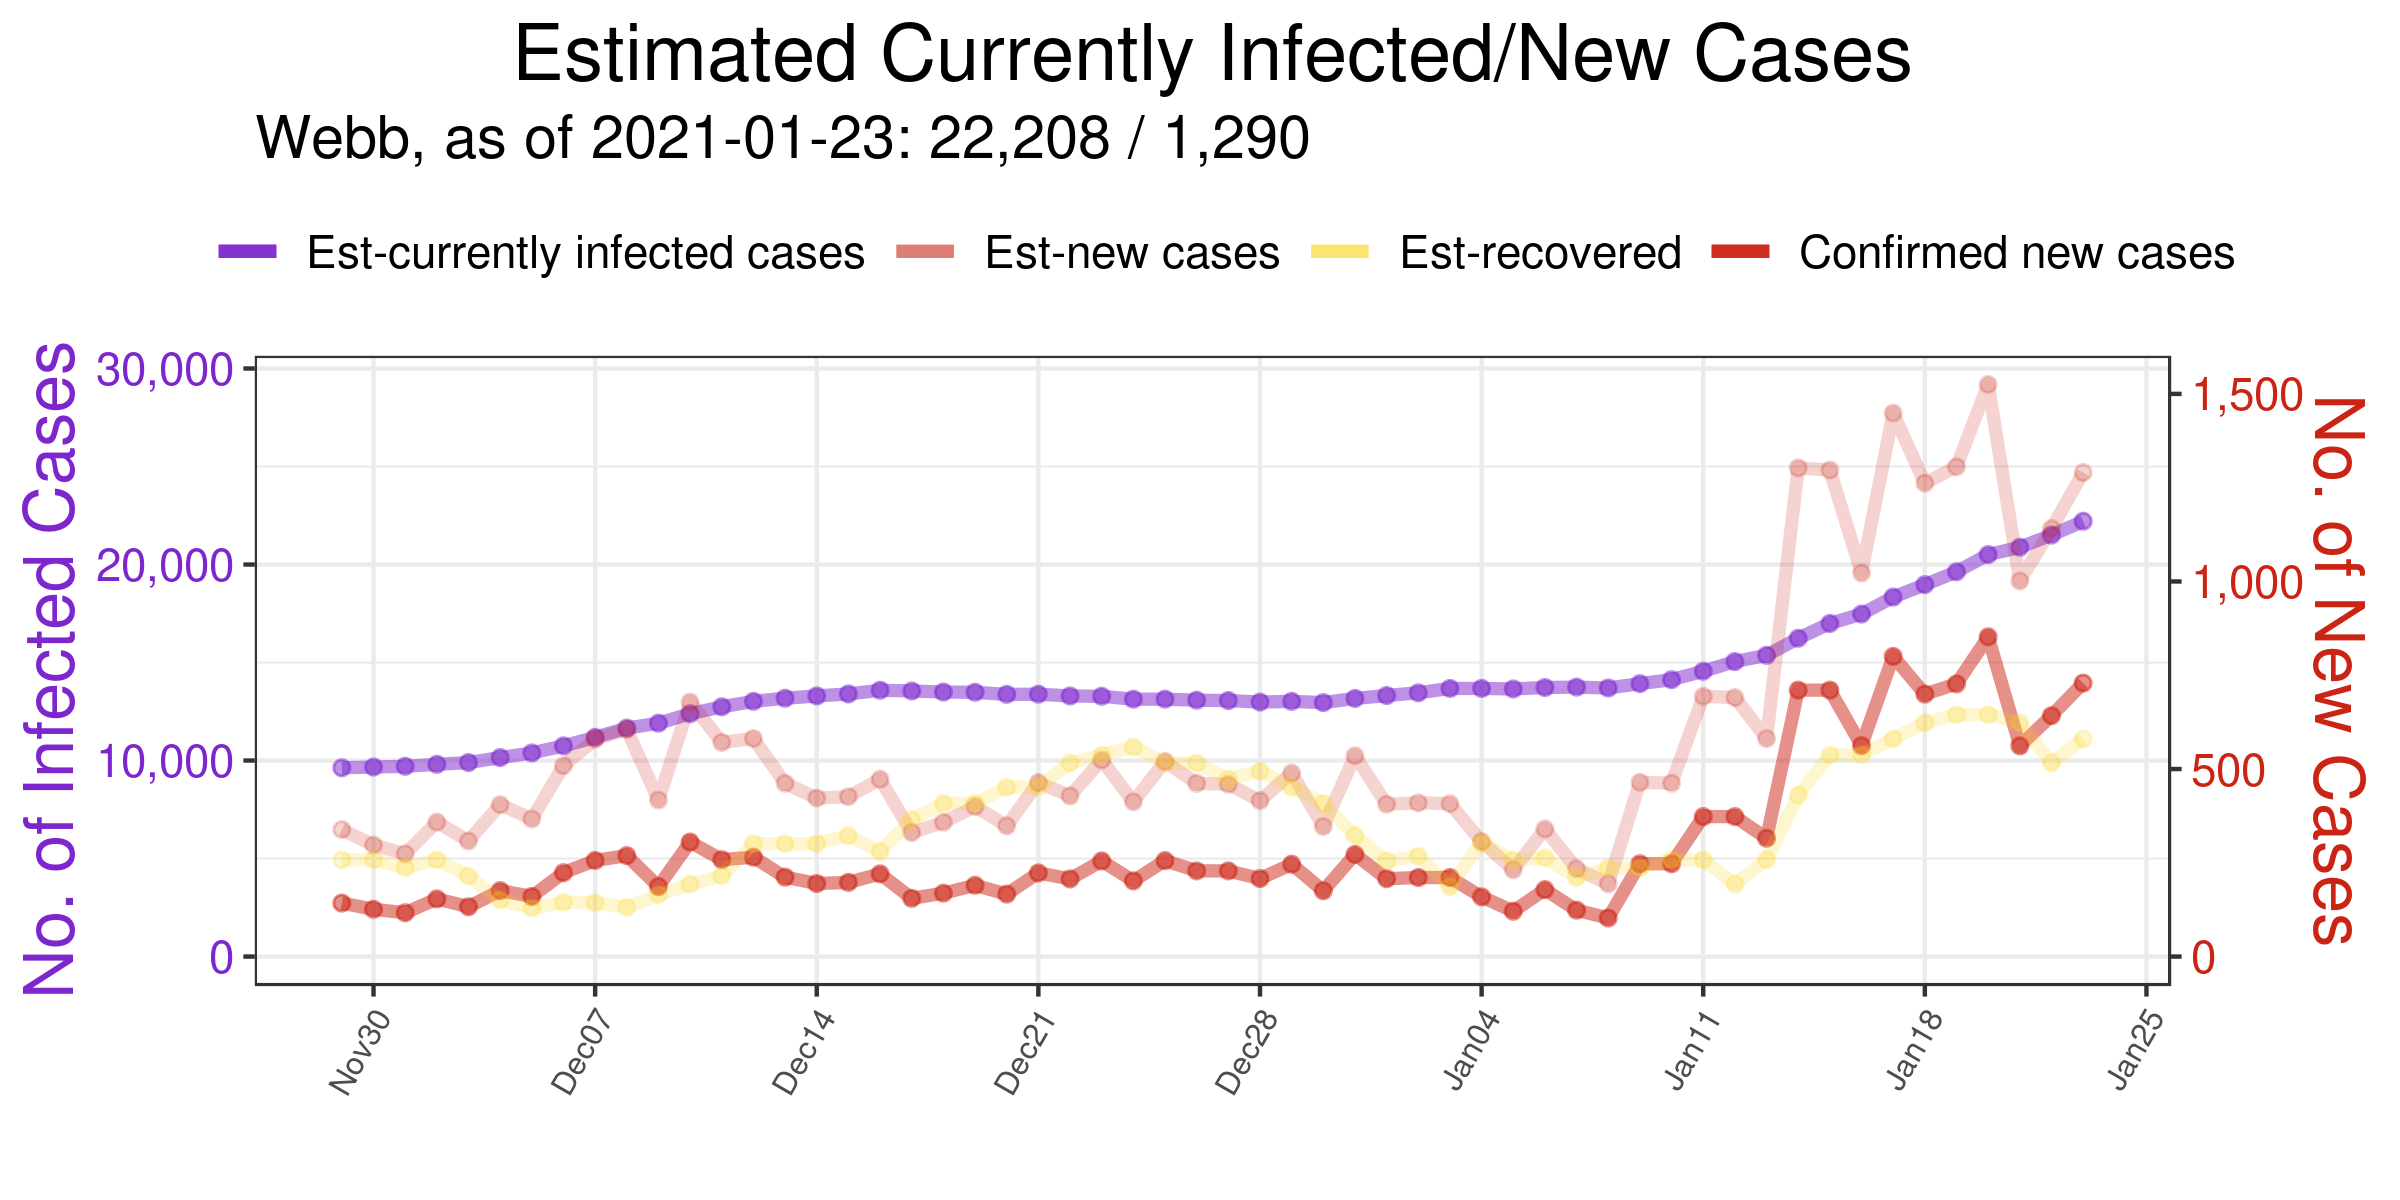 Estimated Currently Infected/New Cases
Webb, as of 2021-01-23: 22,208 / 1,290
Est-currently infected cases Est-new cases Est-recovered Confirmed new cases
No. of Infected Cases
30,000
20,000
10,000
0
1,500
1,000
500
0
No. of New Cases
Nov30 Dec07 Dec14 Dec21 Dec28 Jan04 Jan11 Jan18 Jan25